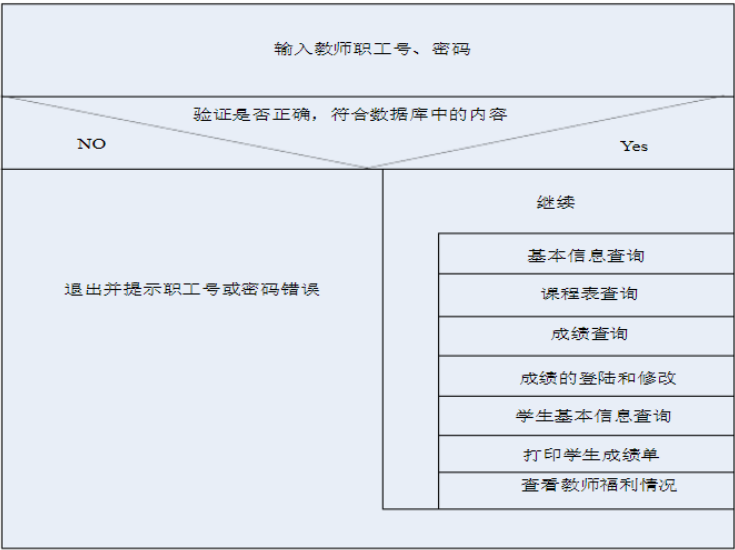 输入教师职工号、密码
验证是否正确，符合数据库中的内容
NO
Yes
继续
退出并提示职工号或密码错误
基本信息查询
课程表查询
成绩查询
成绩的登陆和修改
学生基本信息查询
打印学生成绩单
查看教师福利情况